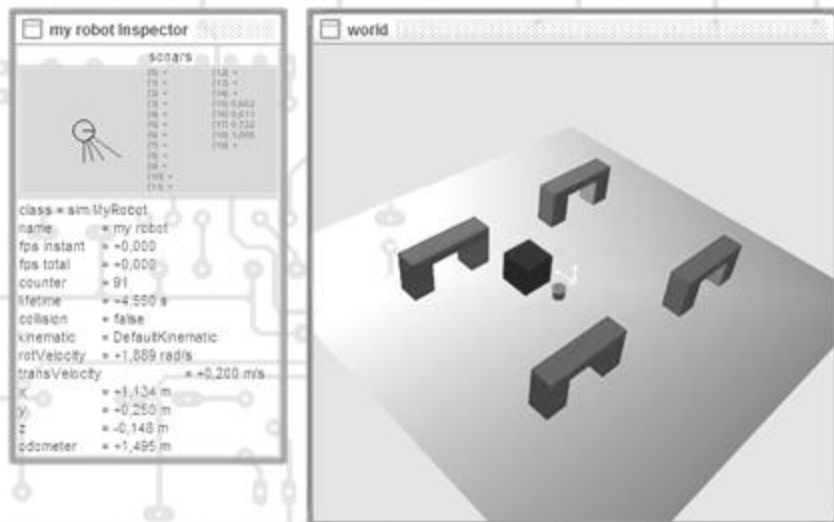 my robot Inspector
sonars
class = sim.MyRobot
name = my robot
fps instant = +0,000
fps total = +0,000
counter = 91
lifetime = +4,550 s
collision = false
kinematic = DefaultKinematic
rotVelocity = +1,889 rad/s
transVelocity = +0,200 m/s
x = +1,134 m
y = +0,250 m
z = -0,148 m
odometer = +1,495 m
world